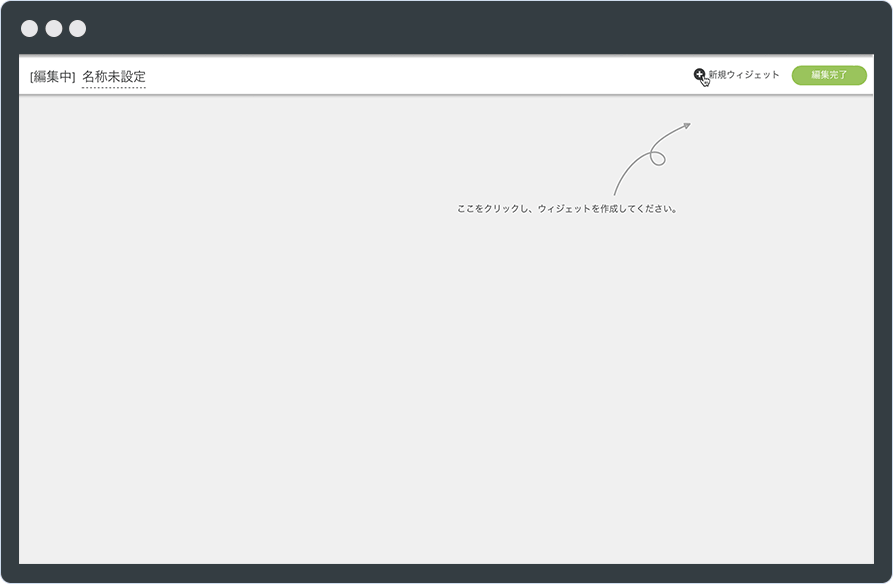 [編集中] 名称未設定
新規ウィジェット
編集完了
ここをクリックし、ウィジェットを作成してください。